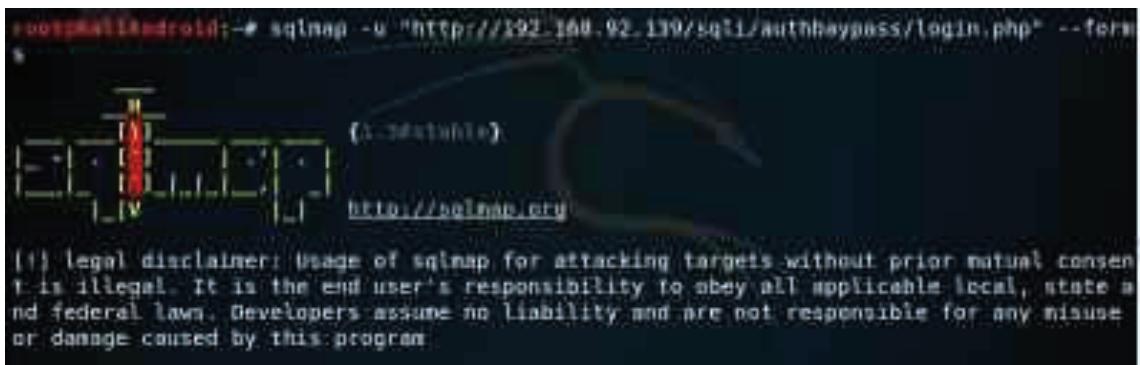 root@kali4android:~# sqlmap -u "http://192.168.92.139/sqli/authbaypass/login.php" --form
s
{1.3#stable}
http://sqlmap.org
[!] legal disclaimer: Usage of sqlmap for attacking targets without prior mutual consen
t is illegal. It is the end user's responsibility to obey all applicable local, state a
nd federal laws. Developers assume no liability and are not responsible for any misuse
or damage caused by this program